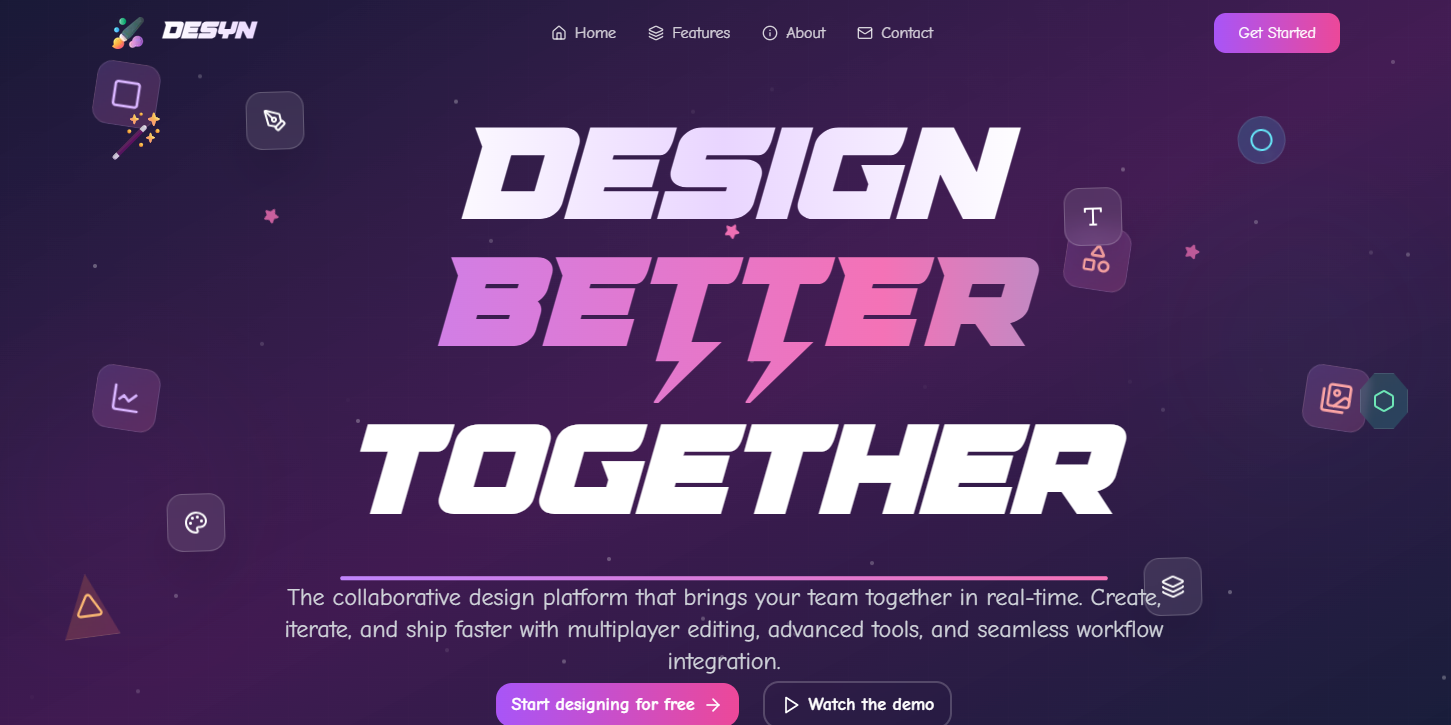 DESYN
Home Features About Contact
Get Started
DESIGN
BETTER
TOGETHER
The collaborative design platform that brings your team together in real-time. Create,
iterate, and ship faster with multiplayer editing, advanced tools, and seamless workflow
integration.
Start designing for free
Watch the demo